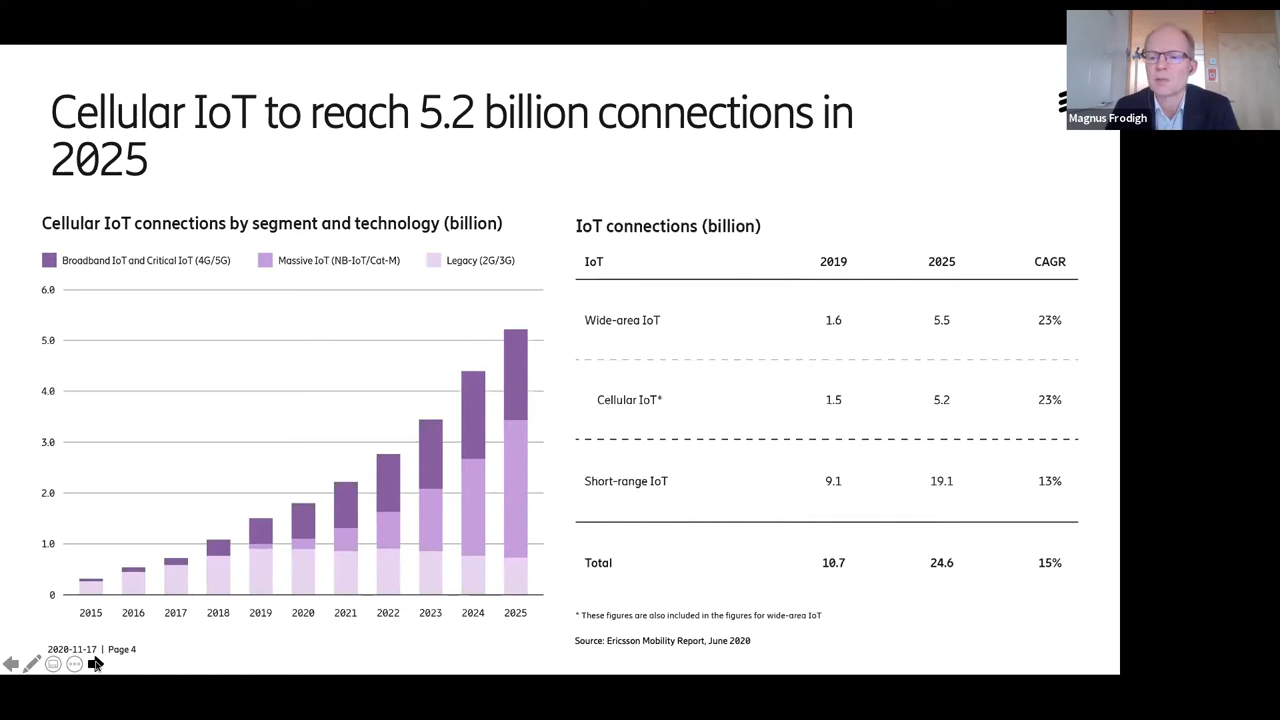 Cellular IoT to reach 5.2 billion connections in
2025
Magnus Frodigh
Cellular IoT connections by segment and technology (billion)
Broadband IoT and Critical IoT (4G/5G)
Massive IoT (NB-IoT/Cat-M)
Legacy (2G/3G)
6.0
5.0
4.0
3.0
2.0
1.0
0
2015 2016 2017 2018 2019 2020 2021 2022 2023 2024 2025
IoT connections (billion)
IoT 2019 2025 CAGR
Wide-area IoT 1.6 5.5 23%
Cellular IoT* 1.5 5.2 23%
Short-range IoT 9.1 19.1 13%
Total 10.7 24.6 15%
* These figures are also included in the figures for wide-area IoT
Source: Ericsson Mobility Report, June 2020
2020-11-17 | Page 4